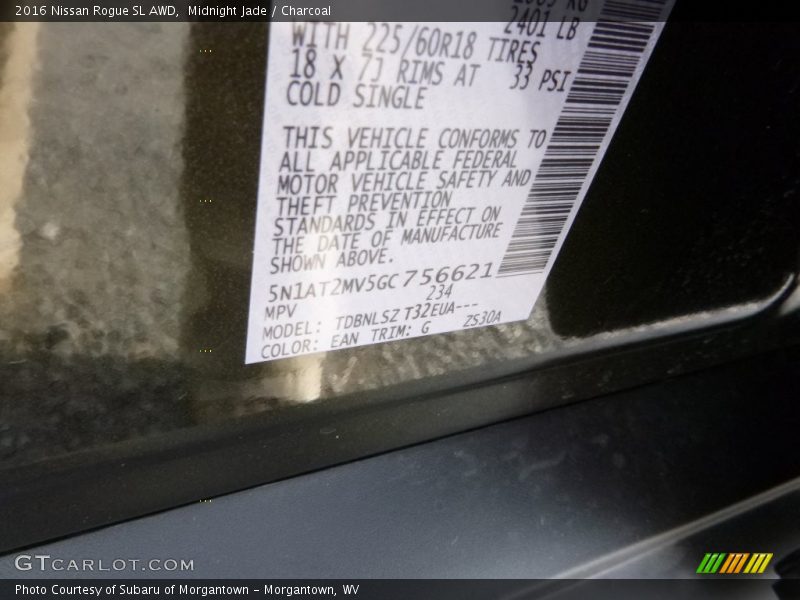 2016 Nissan Rogue SL AWD, Midnight Jade / Charcoal
2401 LB
WITH 225/60R18 TIRES
18 X 7J RIMS AT 33 PSI
COLD SINGLE
THIS VEHICLE CONFORMS TO
ALL APPLICABLE FEDERAL
MOTOR VEHICLE SAFETY AND
THEFT PREVENTION
STANDARDS IN EFFECT ON
THE DATE OF MANUFACTURE
SHOWN ABOVE.
5N1AT2MV5GC756621
MPV 234
MODEL: TDBNLSZ T32EUA---
COLOR: EAN TRIM: G ZS30A
GTCARLOT.COM
Photo Courtesy of Subaru of Morgantown - Morgantown, WV